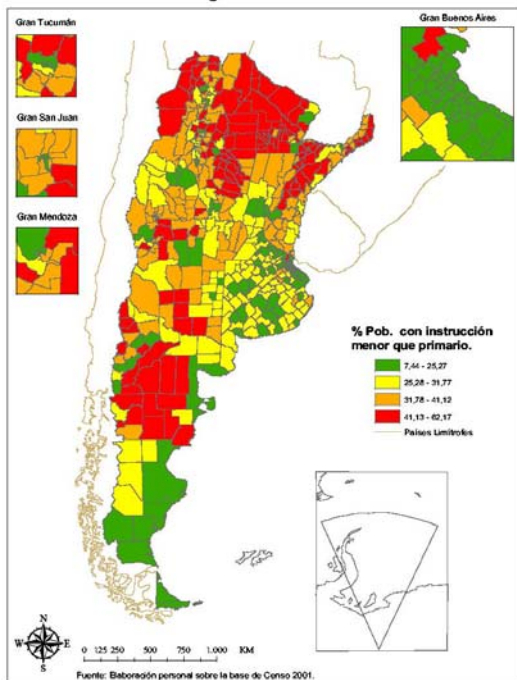 Gran Tucumán
Gran Buenos Aires
Gran San Juan
Gran Mendoza
% Pob. con instrucción
menor que primario.
7,44 - 25,27
25,28 - 31,77
31,78 - 41,12
41,13 - 62,17
Países Limítrofes
N
W E
S
0 125 250 500 750 1.000 KM
Fuente: Elaboración personal sobre la base de Censo 2001.